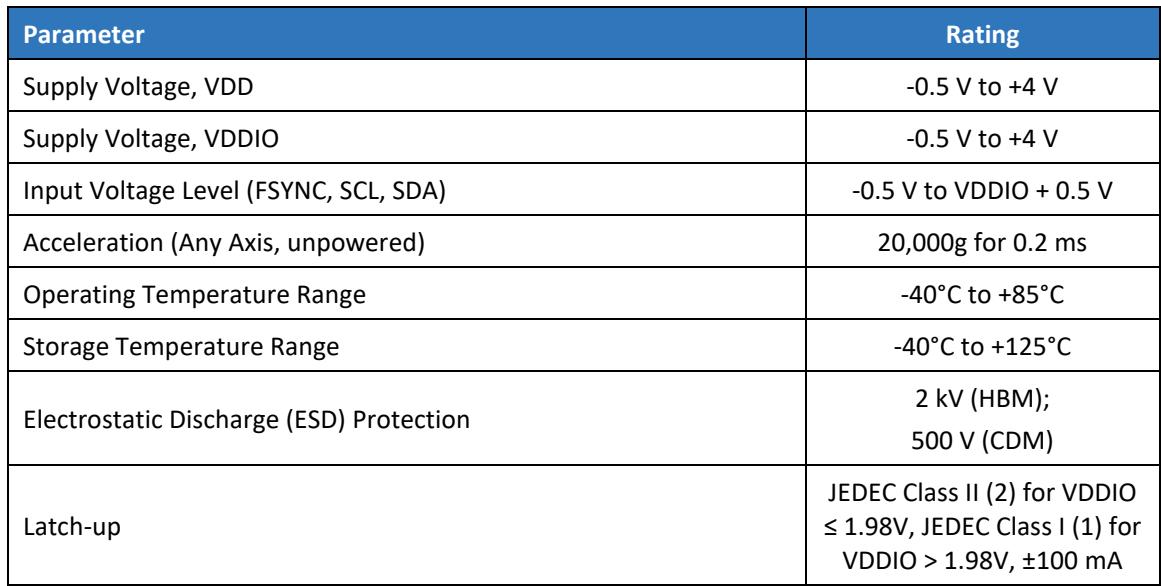 Parameter Rating
Supply Voltage, VDD -0.5 V to +4 V
Supply Voltage, VDDIO -0.5 V to +4 V
Input Voltage Level (FSYNC, SCL, SDA) -0.5 V to VDDIO + 0.5 V
Acceleration (Any Axis, unpowered) 20,000g for 0.2 ms
Operating Temperature Range -40°C to +85°C
Storage Temperature Range -40°C to +125°C
Electrostatic Discharge (ESD) Protection 2 kV (HBM);
500 V (CDM)
Latch-up JEDEC Class II (2) for VDDIO
≤ 1.98V, JEDEC Class I (1) for
VDDIO > 1.98V, ±100 mA